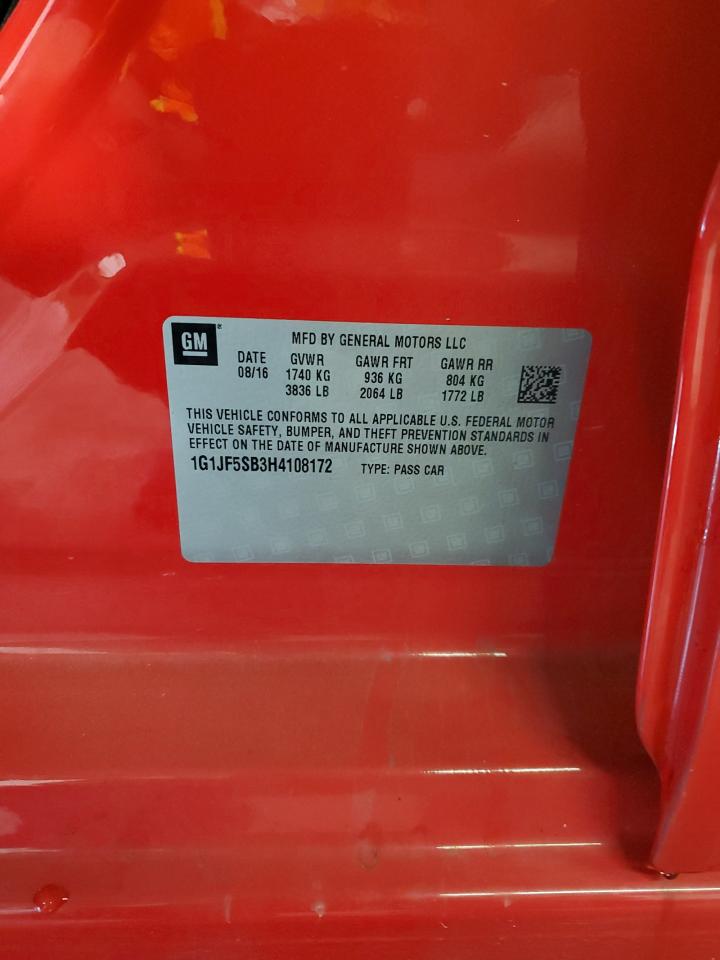 GM ®
MFD BY GENERAL MOTORS LLC
DATE GVWR GAWR FRT GAWR RR
08/16 1740 KG 936 KG 804 KG
3836 LB 2064 LB 1772 LB
THIS VEHICLE CONFORMS TO ALL APPLICABLE U.S. FEDERAL MOTOR
VEHICLE SAFETY, BUMPER, AND THEFT PREVENTION STANDARDS IN
EFFECT ON THE DATE OF MANUFACTURE SHOWN ABOVE.
1G1JF5SB3H4108172 TYPE: PASS CAR